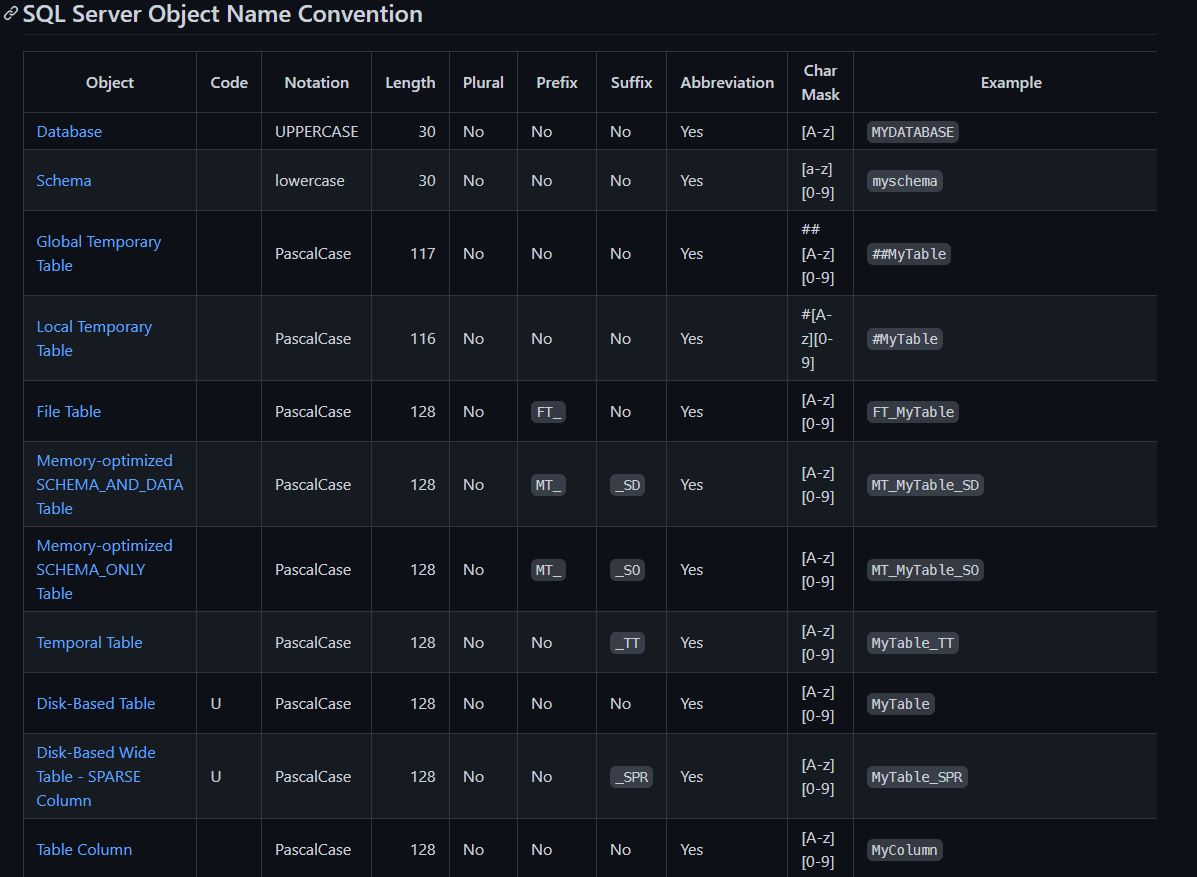 SQL Server Object Name Convention
Object Code Notation Length Plural Prefix Suffix Abbreviation Char Mask Example
Database UPPERCASE 30 No No No Yes [A-z] MYDATABASE
Schema lowercase 30 No No No Yes [a-z][0-9] myschema
Global Temporary Table PascalCase 117 No No No Yes ##[A-z][0-9] ##MyTable
Local Temporary Table PascalCase 116 No No No Yes #[A-z][0-9] #MyTable
File Table PascalCase 128 No FT_ No Yes [A-z][0-9] FT_MyTable
Memory-optimized SCHEMA_AND_DATA Table PascalCase 128 No MT_ _SD Yes [A-z][0-9] MT_MyTable_SD
Memory-optimized SCHEMA_ONLY Table PascalCase 128 No MT_ _SO Yes [A-z][0-9] MT_MyTable_SO
Temporal Table PascalCase 128 No No _TT Yes [A-z][0-9] MyTable_TT
Disk-Based Table U PascalCase 128 No No No Yes [A-z][0-9] MyTable
Disk-Based Wide Table - SPARSE Column U PascalCase 128 No No _SPR Yes [A-z][0-9] MyTable_SPR
Table Column PascalCase 128 No No No Yes [A-z][0-9] MyColumn